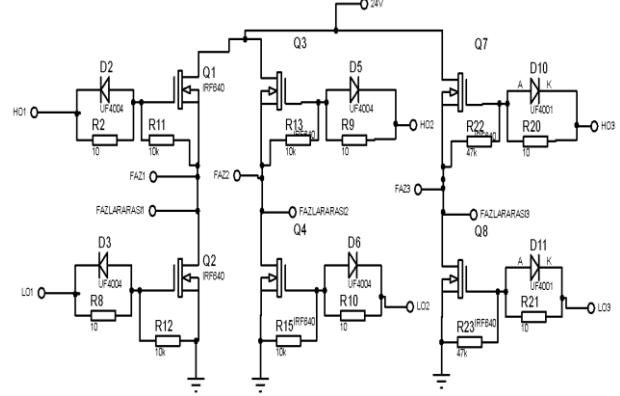 24V
Q3
Q7
D2
UF4004
Q1
IRF640
D5
UF4004
D10
A
K
UF4001
HO1
R2
10
R11
10k
R13
IRF640
10k
R9
10
HO2
R22
IRF640
47k
R20
10
HO3
FAZ1
FAZ2
FAZ3
FAZLARARASI1
FAZLARARASI2
FAZLARARASI3
D3
UF4004
Q2
IRF640
Q4
D6
UF4004
Q8
D11
A
K
UF4001
LO1
R8
10
R12
10k
R15
IRF640
10k
R10
10
LO2
R23
IRF640
47k
R21
10
LO3